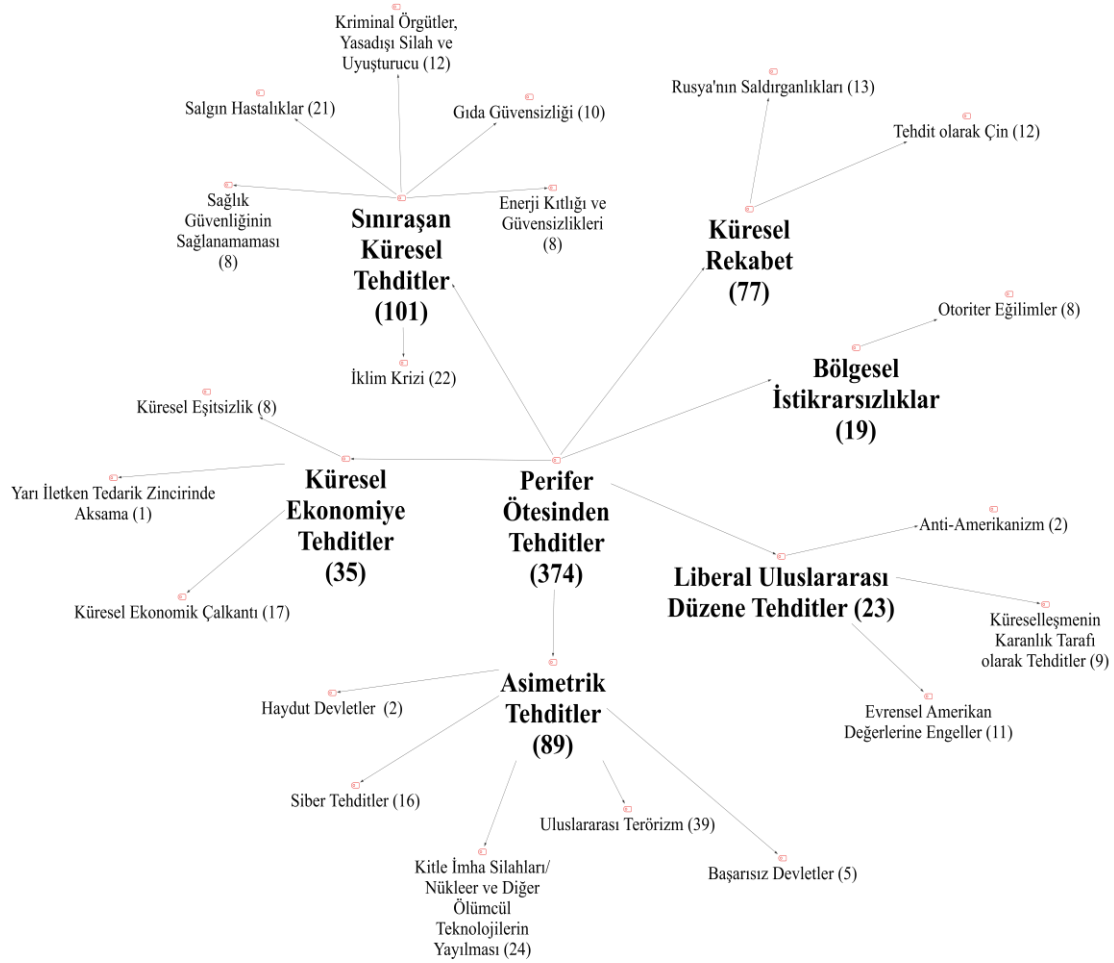 Kriminal Örgütler,
Yasadışı Silah ve
Uyuşturucu (12)
Salgın Hastalıklar (21)
Gıda Güvensizliği (10)
Rusya'nın Saldırganlıkları (13)
Tehdit olarak Çin (12)
Sağlık
Güvenliğinin
Sağlanamaması
(8)
Sınıraşan
Küresel
Tehditler
(101)
Enerji Kıtlığı ve
Güvensizlikleri
(8)
Küresel
Rekabet
(77)
Otoriter Eğilimler (8)
İklim Krizi (22)
Bölgesel
İstikrarsızlıklar
(19)
Küresel Eşitsizlik (8)
Yarı İletken Tedarik Zincirinde
Aksama (1)
Küresel
Ekonomiye
Tehditler
(35)
Perifer
Ötesinden
Tehditler
(374)
Anti-Amerikanizm (2)
Liberal Uluslararası
Düzene Tehditler (23)
Küresel Ekonomik Çalkantı (17)
Küreselleşmenin
Karanlık Tarafı
olarak Tehditler (9)
Asimetrik
Tehditler
(89)
Haydut Devletler (2)
Evrensel Amerikan
Değerlerine Engeller (11)
Siber Tehditler (16)
Uluslararası Terörizm (39)
Kitle İmha Silahları/
Nükleer ve Diğer
Ölümcül
Teknolojilerin
Yayılması (24)
Başarısız Devletler (5)